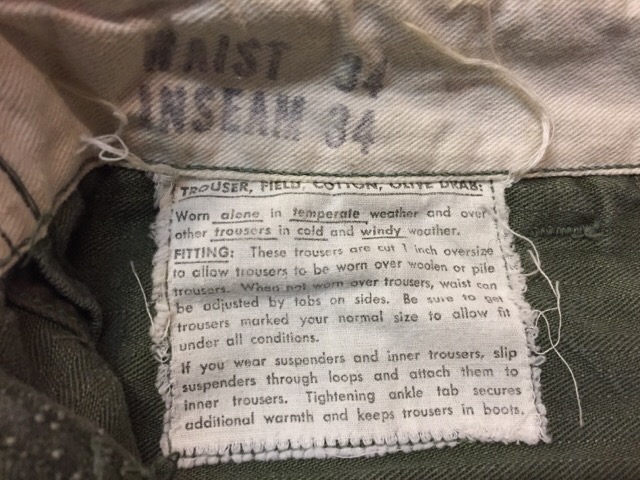 WAIST 34
INSEAM 34
TROUSER, FIELD, COTTON, OLIVE DRAB:
Worn alone in temperate weather and over
other trousers in cold and windy weather.
FITTING: These trousers are cut 1 inch oversize
to allow trousers to be worn over woolen or pile
trousers. When not worn over trousers, waist can
be adjusted by tabs on sides. Be sure to get
trousers marked your normal size to allow fit
under all conditions.
If you wear suspenders and inner trousers, slip
suspenders through loops and attach them to
inner trousers. Tightening ankle tab secures
additional warmth and keeps trousers in boots.